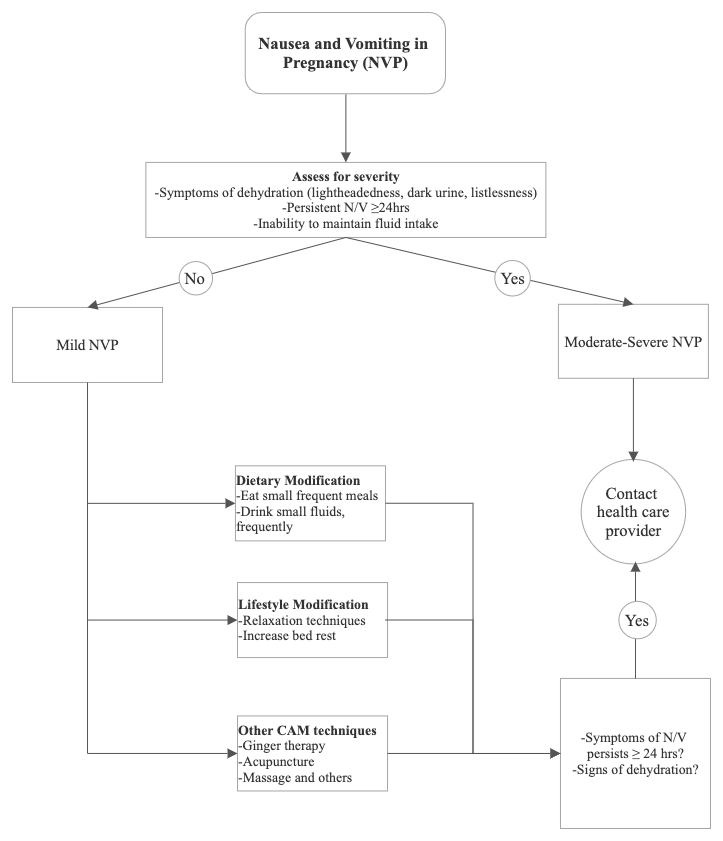 Nausea and Vomiting in
Pregnancy (NVP)
Assess for severity
-Symptoms of dehydration (lightheadedness, dark urine, listlessness)
-Persistent N/V ≥24hrs
-Inability to maintain fluid intake
No
Yes
Mild NVP
Moderate-Severe NVP
Dietary Modification
-Eat small frequent meals
-Drink small fluids,
frequently
Contact
health care
provider
Lifestyle Modification
-Relaxation techniques
-Increase bed rest
Yes
Other CAM techniques
-Ginger therapy
-Acupuncture
-Massage and others
-Symptoms of N/V
persists ≥ 24 hrs?
-Signs of dehydration?